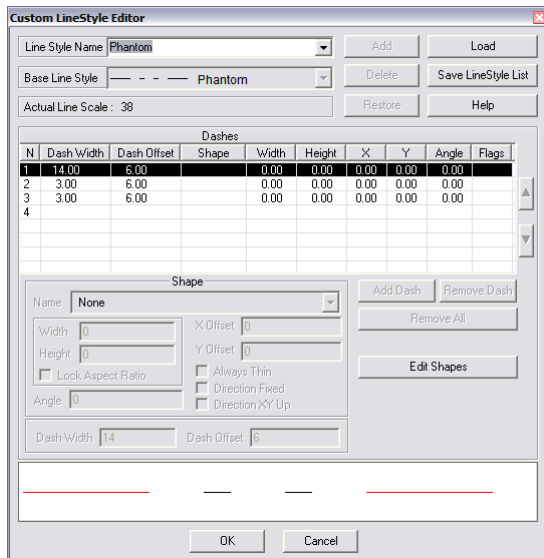 Custom LineStyle Editor
Line Style Name Phantom Add Load
Base Line Style Phantom Delete Save LineStyle List
Actual Line Scale : 38 Restore Help
Dashes
N Dash Width Dash Offset Shape Width Height X Y Angle Flags
1 14.00 6.00 0.00 0.00 0.00 0.00 0.00
2 3.00 6.00 0.00 0.00 0.00 0.00 0.00
3 3.00 6.00 0.00 0.00 0.00 0.00 0.00
4
Shape
Name None
Width 0
Height 0
Lock Aspect Ratio
Angle 0
X Offset 0
Y Offset 0
Always Thin
Direction Fixed
Direction XY Up
Dash Width 14 Dash Offset 6
Add Dash Remove Dash
Remove All
Edit Shapes
OK Cancel